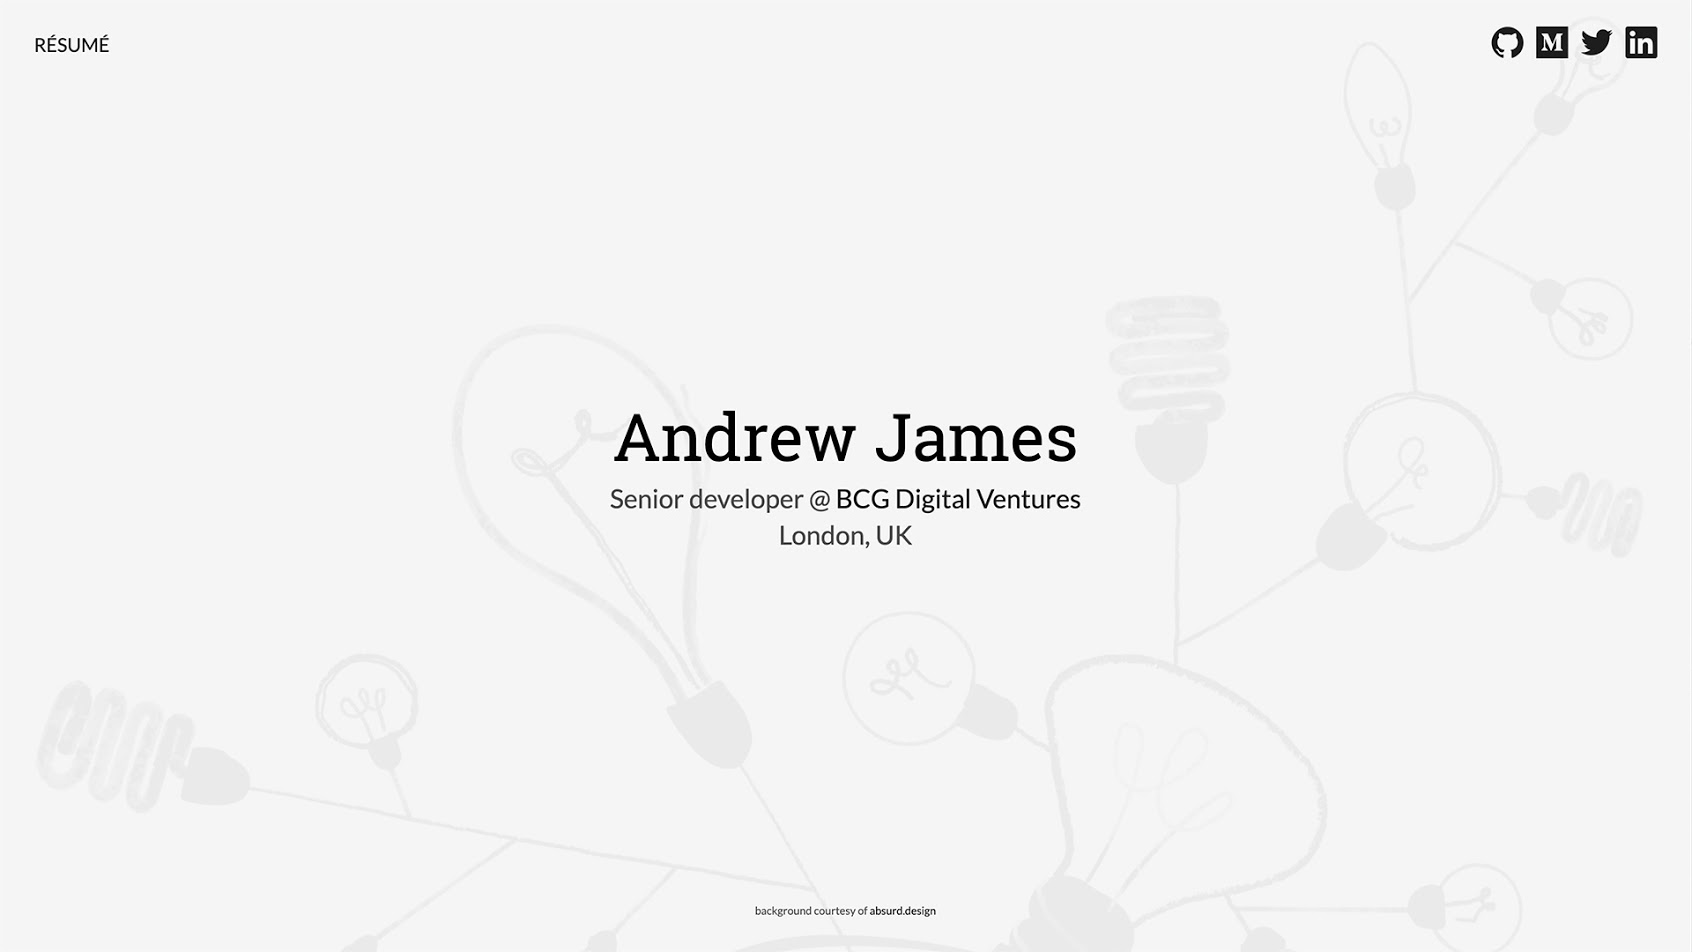 RÉSUMÉ
Andrew James
Senior developer @ BCG Digital Ventures
London, UK
background courtesy of absurd.design